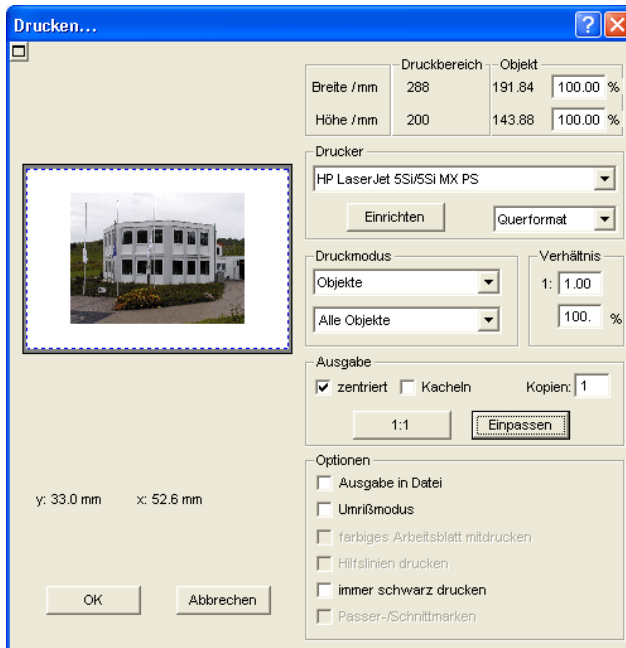 Drucken...
Druckbereich Objekt
Breite /mm 288 191.84 100.00 %
Höhe /mm 200 143.88 100.00 %
Drucker
HP LaserJet 5Si/5Si MX PS
Einrichten Querformat
Druckmodus Verhältnis
Objekte 1: 1.00
Alle Objekte 100. %
Ausgabe
zentriert Kacheln Kopien: 1
1:1 Einpassen
Optionen
Ausgabe in Datei
y: 33.0 mm x: 52.6 mm
Umrißmodus
farbiges Arbeitsblatt mitdrucken
Hilfslinien drucken
immer schwarz drucken
OK Abbrechen
Passer-/Schnittmarken